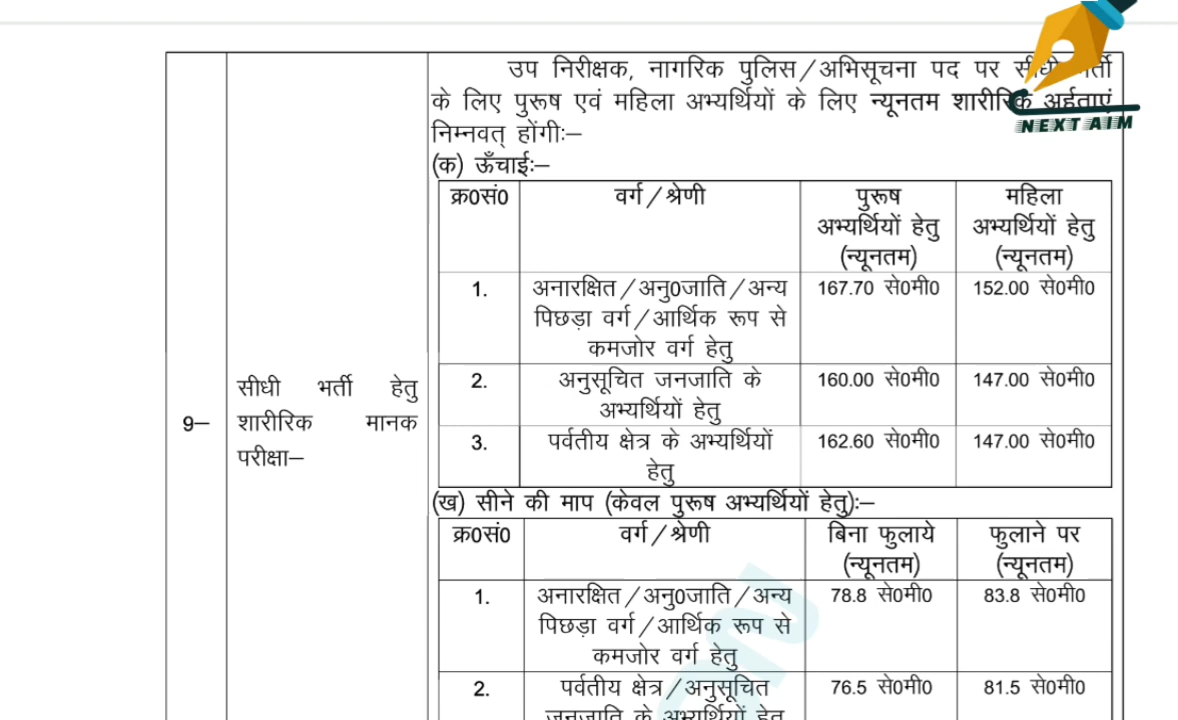 NEXT AIM
उप निरीक्षक, नागरिक पुलिस/अभिसूचना पद पर सीधी भर्ती
के लिए पुरूष एवं महिला अभ्यर्थियों के लिए न्यूनतम शारीरिक अर्हताएं
निम्नवत् होंगी:–
(क) ऊँचाई:–
क्र0सं0 वर्ग/श्रेणी पुरूष अभ्यर्थियों हेतु (न्यूनतम) महिला अभ्यर्थियों हेतु (न्यूनतम)
1. अनारक्षित/अनु0जाति/अन्य 167.70 से0मी0 152.00 से0मी0
पिछड़ा वर्ग/आर्थिक रूप से
कमजोर वर्ग हेतु
2. अनुसूचित जनजाति के 160.00 से0मी0 147.00 से0मी0
अभ्यर्थियों हेतु
3. पर्वतीय क्षेत्र के अभ्यर्थियों 162.60 से0मी0 147.00 से0मी0
हेतु
9–
सीधी भर्ती हेतु
शारीरिक मानक
परीक्षा–
(ख) सीने की माप (केवल पुरूष अभ्यर्थियों हेतु):–
क्र0सं0 वर्ग/श्रेणी बिना फुलाये (न्यूनतम) फुलाने पर (न्यूनतम)
1. अनारक्षित/अनु0जाति/अन्य 78.8 से0मी0 83.8 से0मी0
पिछड़ा वर्ग/आर्थिक रूप से
कमजोर वर्ग हेतु
2. पर्वतीय क्षेत्र/अनुसूचित 76.5 से0मी0 81.5 से0मी0
जनजाति के अभ्यर्थियों हेतु